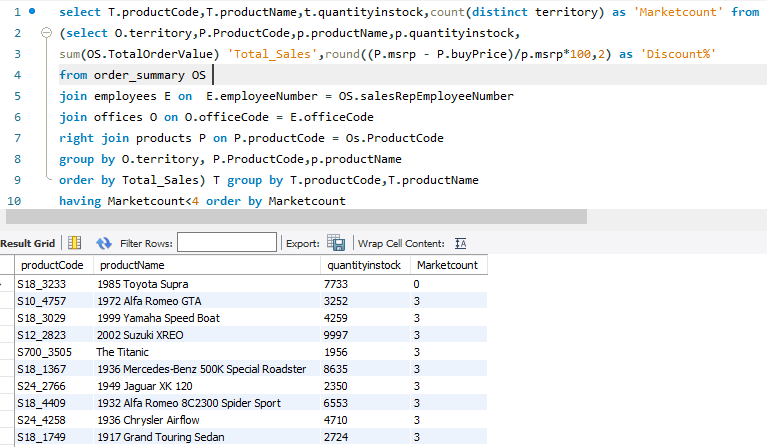 1 select T.productCode,T.productName,t.quantityinstock,count(distinct territory) as 'Marketcount' from
2 (select O.territory,P.ProductCode,p.productName,p.quantityinstock,
3 sum(OS.TotalOrderValue) 'Total_Sales',round((P.msrp - P.buyPrice)/p.msrp*100,2) as 'Discount%'
4 from order_summary OS
5 join employees E on E.employeeNumber = OS.salesRepEmployeeNumber
6 join offices O on O.officeCode = E.officeCode
7 right join products P on P.productCode = Os.ProductCode
8 group by O.territory, P.ProductCode,p.productName
9 order by Total_Sales) T group by T.productCode,T.productName
10 having Marketcount<4 order by Marketcount
Result Grid Filter Rows: Export: Wrap Cell Content:
productCode productName quantityinstock Marketcount
S18_3233 1985 Toyota Supra 7733 0
S10_4757 1972 Alfa Romeo GTA 3252 3
S18_3029 1999 Yamaha Speed Boat 4259 3
S12_2823 2002 Suzuki XREO 9997 3
S700_3505 The Titanic 1956 3
S18_1367 1936 Mercedes-Benz 500K Special Roadster 8635 3
S24_2766 1949 Jaguar XK 120 2350 3
S18_4409 1932 Alfa Romeo 8C2300 Spider Sport 6553 3
S24_4258 1936 Chrysler Airflow 4710 3
S18_1749 1917 Grand Touring Sedan 2724 3